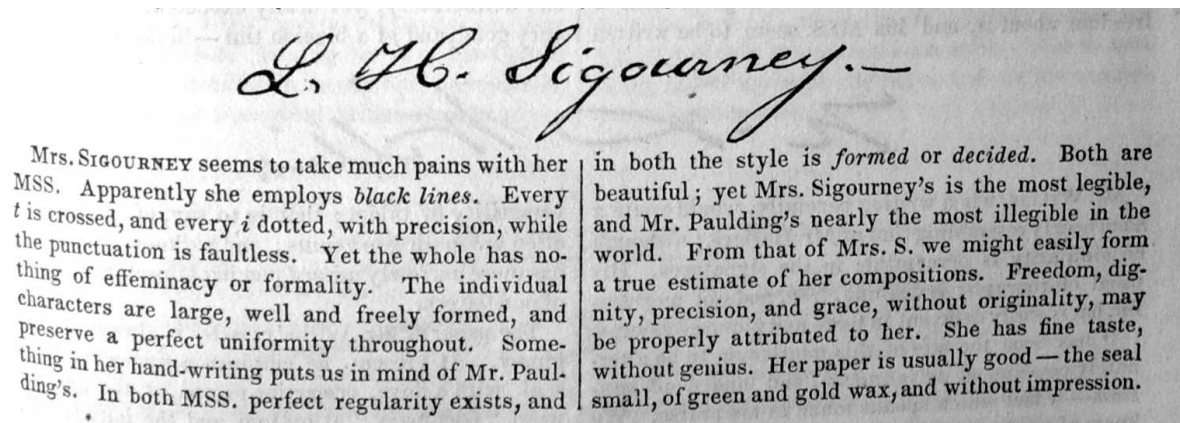 L. H. Sigourney.—
Mrs. SIGOURNEY seems to take much pains with her
MSS. Apparently she employs black lines. Every
t is crossed, and every i dotted, with precision, while
the punctuation is faultless. Yet the whole has no-
thing of effeminacy or formality. The individual
characters are large, well and freely formed, and
preserve a perfect uniformity throughout. Some-
thing in her hand-writing puts us in mind of Mr. Paul-
ding's. In both MSS. perfect regularity exists, and
in both the style is formed or decided. Both are
beautiful; yet Mrs. Sigourney's is the most legible,
and Mr. Paulding's nearly the most illegible in the
world. From that of Mrs. S. we might easily form
a true estimate of her compositions. Freedom, dig-
nity, precision, and grace, without originality, may
be properly attributed to her. She has fine taste,
without genius. Her paper is usually good—the seal
small, of green and gold wax, and without impression.